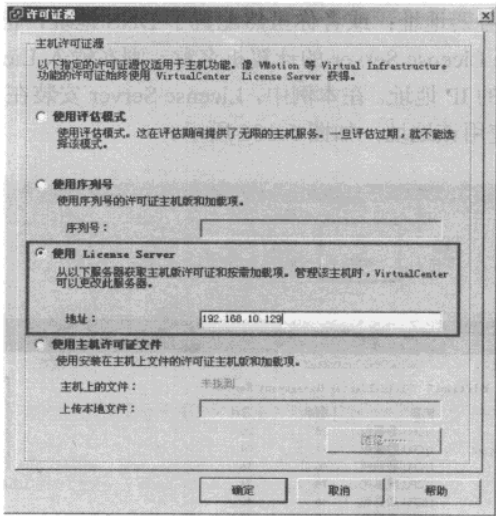 许可证源
主机许可证源
以下指定的许可证源仅适用于主机功能。像 VMotion 等 Virtual Infrastructure
功能的许可证始终使用 VirtualCenter License Server 获得。
使用评估模式
使用评估模式。这在评估期间提供了无限的主机服务。一旦评估过期，就不能选
择该模式。
使用序列号
使用序列号的许可证主机版和加载项。
序列号：
使用 License Server
从以下服务器获取主机版许可证和按需加载项。管理该主机时，VirtualCenter
可以更改此服务器。
地址：
192.168.10.129
使用主机许可证文件
使用安装在主机上文件的许可证主机版和加载项。
主机上的文件：
未找到
上传本地文件：
确定
取消
帮助